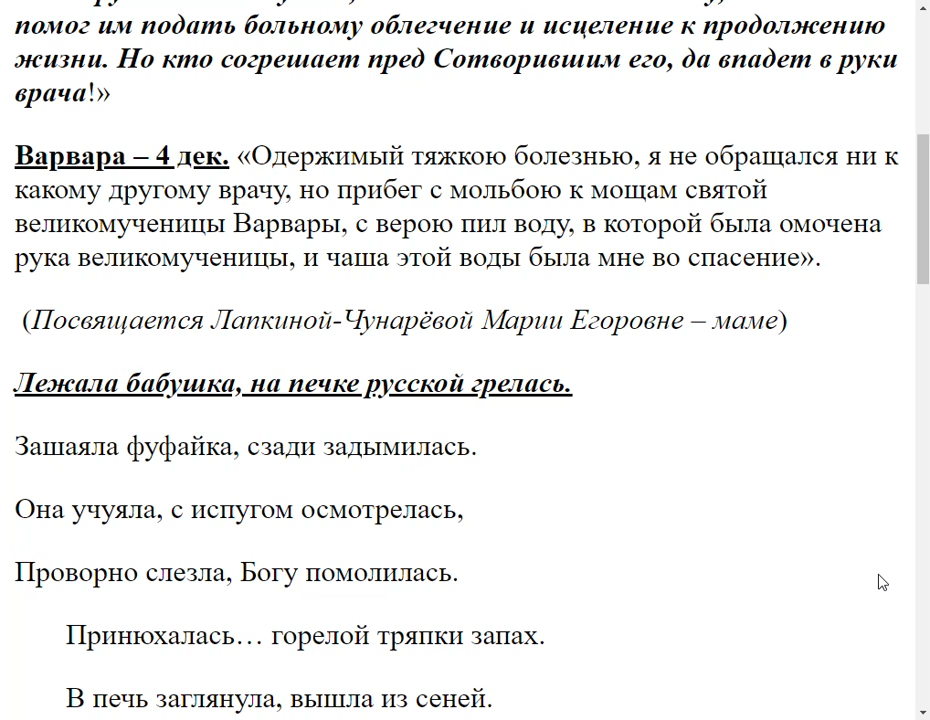 помог им подать больному облегчение и исцеление к продолжению
жизни. Но кто согрешает пред Сотворившим его, да впадет в руки
врача!»
Варвара – 4 дек. «Одержимый тяжкою болезнью, я не обращался ни к
какому другому врачу, но прибег с мольбою к мощам святой
великомученицы Варвары, с верою пил воду, в которой была омочена
рука великомученицы, и чаша этой воды была мне во спасение».
(Посвящается Лапкиной-Чунарёвой Марии Егоровне – маме)
Лежала бабушка, на печке русской грелась.
Зашаяла фуфайка, сзади задымилась.
Она учуяла, с испугом осмотрелась,
Проворно слезла, Богу помолилась.
Принюхалась… горелой тряпки запах.
В печь заглянула, вышла из сеней.